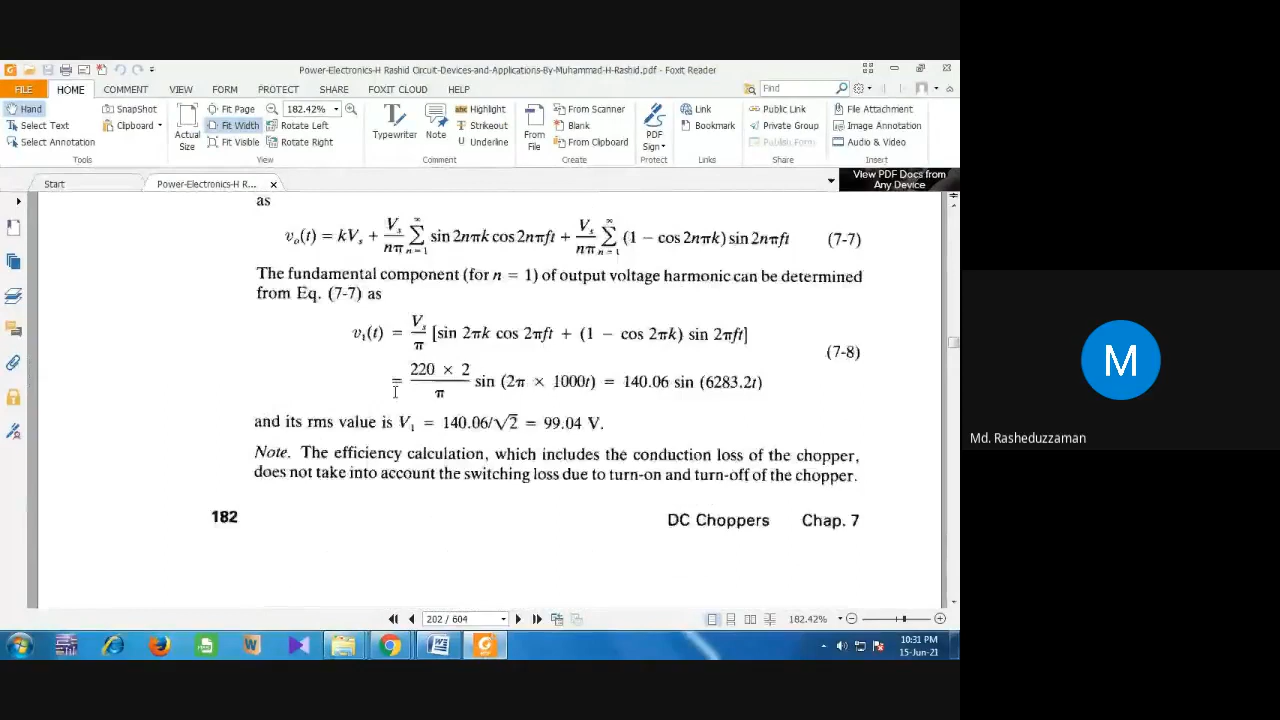 Power-Electronics-H Rashid Circuit-Devices-and-Applications-By-Muhammad-H-Rashid.pdf - Foxit Reader
FILE HOME COMMENT VIEW FORM PROTECT SHARE FOXIT CLOUD HELP Find
Hand SnapShot Fit Page 182.42% Highlight From Scanner Link Public Link File Attachment
Select Text Clipboard Actual Size Fit Width Rotate Left Typewriter Note Strikeout From File Blank PDF Sign Bookmark Private Group Image Annotation
Select Annotation Fit Visible Rotate Right Underline From Clipboard Publish Form Audio & Video
Tools View Comment Create Protect Links Share Insert
Start Power-Electronics-H R... View PDF Docs from Any Device
as
v₀(t) = kVₛ + Vₛ/nπ ∑ₙ₌₁^∞ sin 2nπk cos 2nπft + Vₛ/nπ ∑ₙ₌₁^∞ (1 − cos 2nπk) sin 2nπft (7-7)
The fundamental component (for n = 1) of output voltage harmonic can be determined
from Eq. (7-7) as
v₁(t) = Vₛ/π [sin 2πk cos 2πft + (1 − cos 2πk) sin 2πft]
(7-8)
= 220 × 2/π sin (2π × 1000t) = 140.06 sin (6283.2t)
and its rms value is V₁ = 140.06/√2 = 99.04 V.
Note. The efficiency calculation, which includes the conduction loss of the chopper,
does not take into account the switching loss due to turn-on and turn-off of the chopper.
182 DC Choppers Chap. 7
202 / 604 182.42%
10:31 PM
15-Jun-21
M
Md. Rasheduzzaman